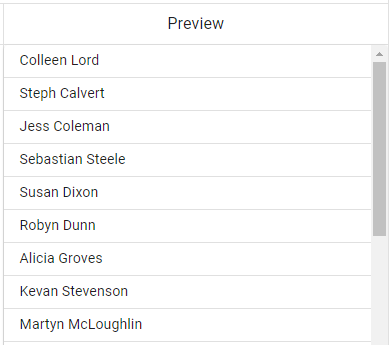 Preview
Colleen Lord
Steph Calvert
Jess Coleman
Sebastian Steele
Susan Dixon
Robyn Dunn
Alicia Groves
Kevan Stevenson
Martyn McLoughlin